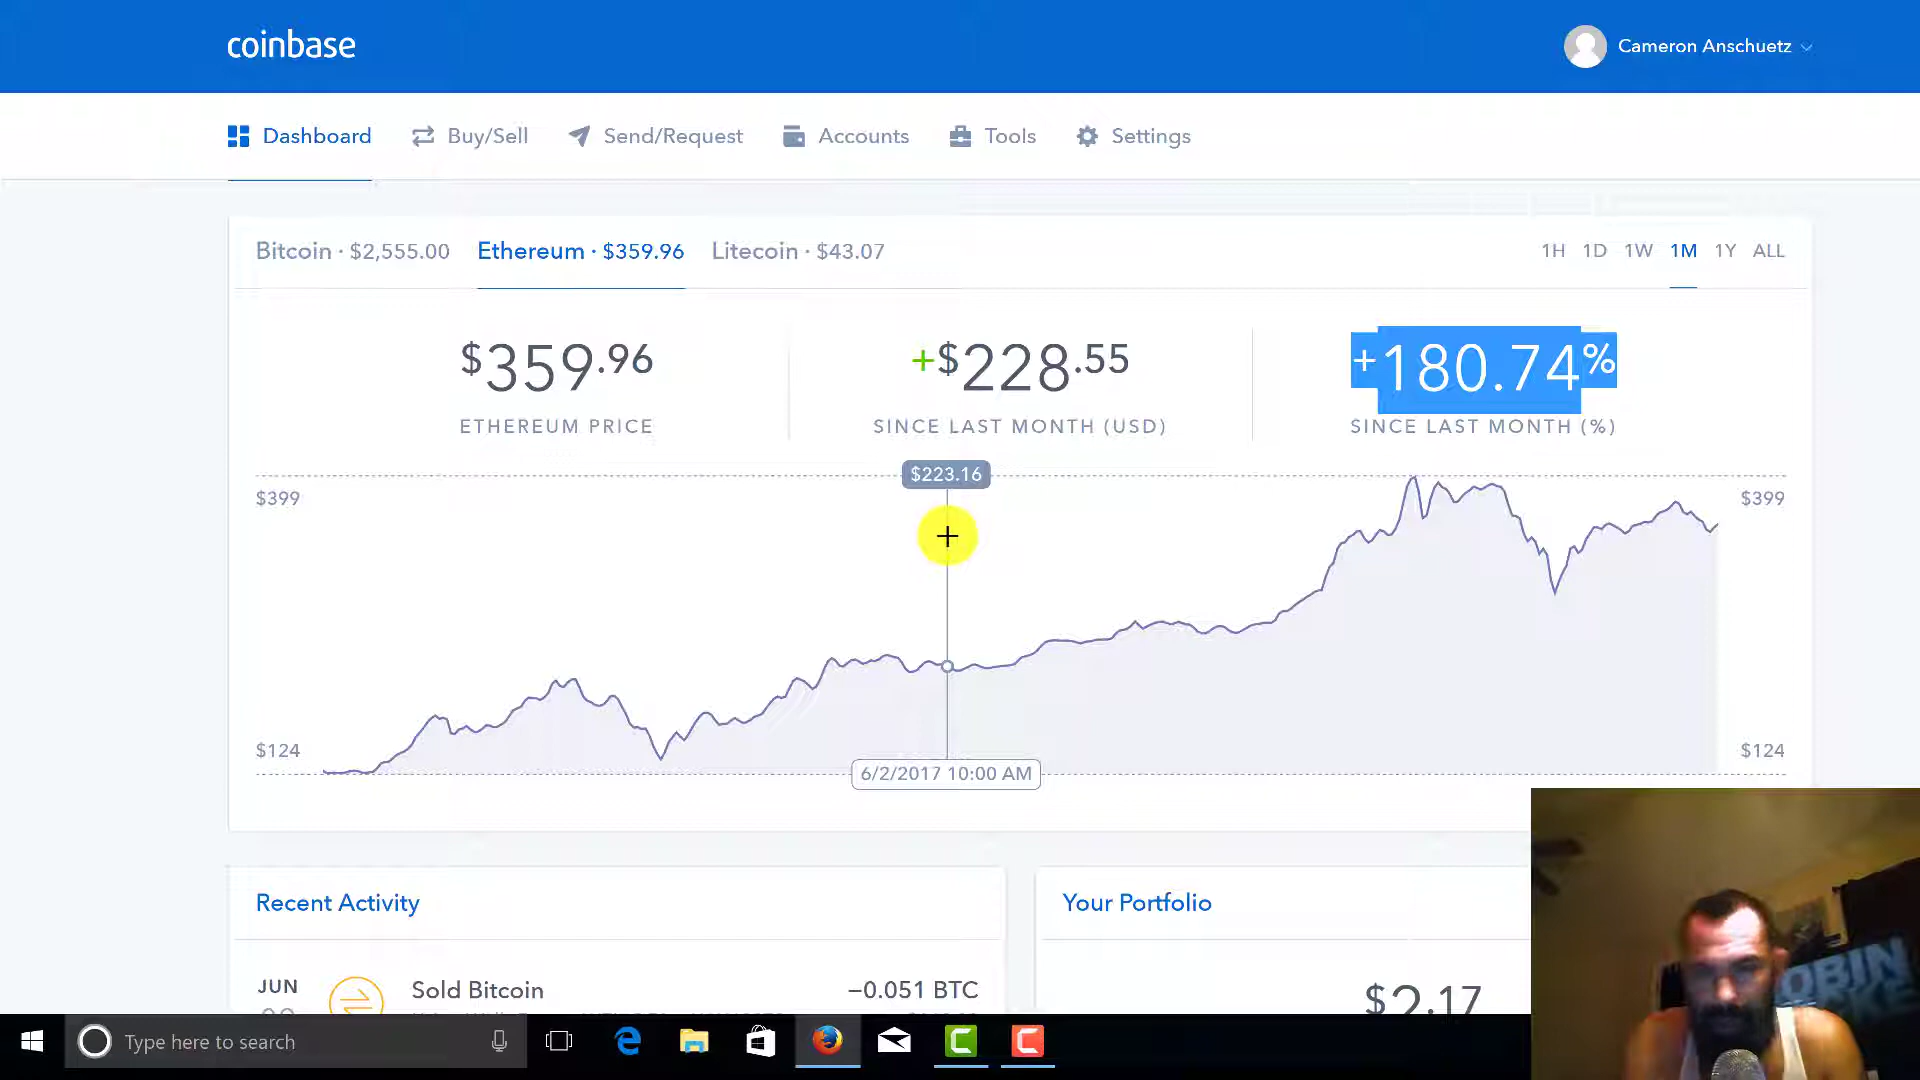 coinbase
Cameron Anschuetz
Dashboard Buy/Sell Send/Request Accounts Tools Settings
Bitcoin · $2,555.00 Ethereum · $359.96 Litecoin · $43.07 1H 1D 1W 1M 1Y ALL
$359.96 +$228.55 +180.74%
ETHEREUM PRICE SINCE LAST MONTH (USD) SINCE LAST MONTH (%)
$223.16
$399 $399
$124 $124
6/2/2017 10:00 AM
Recent Activity Your Portfolio
JUN Sold Bitcoin −0.051 BTC
$2.17
Type here to search